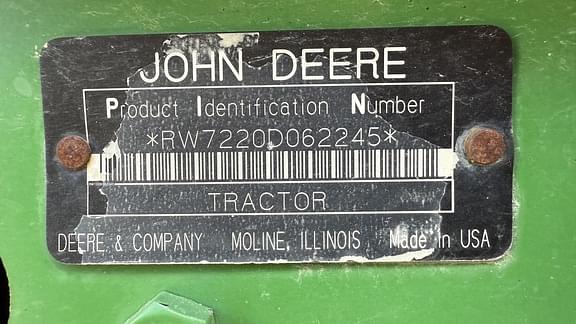 JOHN DEERE
Product Identification Number
*RW7220D062245*
TRACTOR
DEERE & COMPANY MOLINE, ILLINOIS Made In USA